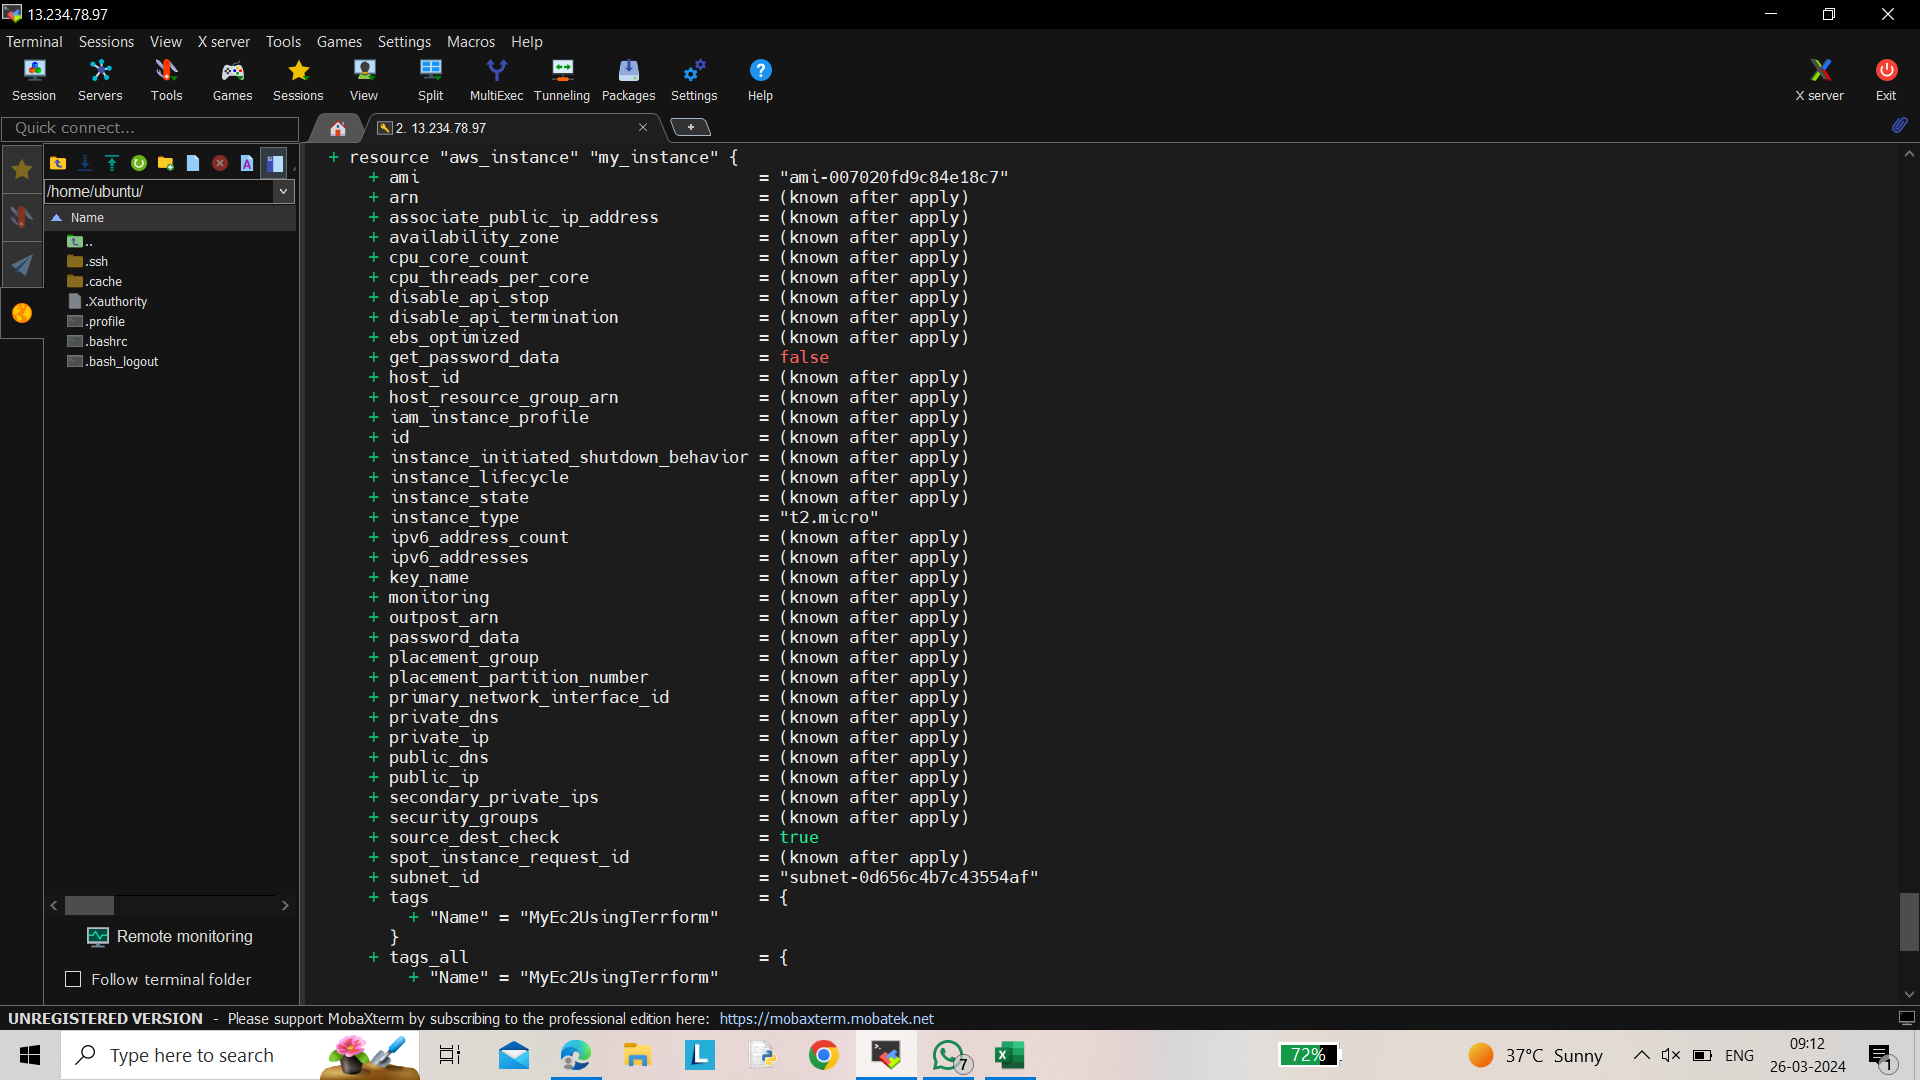 13.234.78.97
Terminal Sessions View X server Tools Games Settings Macros Help
Session Servers Tools Games Sessions View Split MultiExec Tunneling Packages Settings Help X server Exit
Quick connect...
2. 13.234.78.97
/home/ubuntu/
Name
..
.ssh
.cache
.Xauthority
.profile
.bashrc
.bash_logout
Remote monitoring
Follow terminal folder
+ resource "aws_instance" "my_instance" {
+ ami = "ami-007020fd9c84e18c7"
+ arn = (known after apply)
+ associate_public_ip_address = (known after apply)
+ availability_zone = (known after apply)
+ cpu_core_count = (known after apply)
+ cpu_threads_per_core = (known after apply)
+ disable_api_stop = (known after apply)
+ disable_api_termination = (known after apply)
+ ebs_optimized = (known after apply)
+ get_password_data = false
+ host_id = (known after apply)
+ host_resource_group_arn = (known after apply)
+ iam_instance_profile = (known after apply)
+ id = (known after apply)
+ instance_initiated_shutdown_behavior = (known after apply)
+ instance_lifecycle = (known after apply)
+ instance_state = (known after apply)
+ instance_type = "t2.micro"
+ ipv6_address_count = (known after apply)
+ ipv6_addresses = (known after apply)
+ key_name = (known after apply)
+ monitoring = (known after apply)
+ outpost_arn = (known after apply)
+ password_data = (known after apply)
+ placement_group = (known after apply)
+ placement_partition_number = (known after apply)
+ primary_network_interface_id = (known after apply)
+ private_dns = (known after apply)
+ private_ip = (known after apply)
+ public_dns = (known after apply)
+ public_ip = (known after apply)
+ secondary_private_ips = (known after apply)
+ security_groups = (known after apply)
+ source_dest_check = true
+ spot_instance_request_id = (known after apply)
+ subnet_id = "subnet-0d656c4b7c43554af"
+ tags = {
+ "Name" = "MyEc2UsingTerrform"
}
+ tags_all = {
+ "Name" = "MyEc2UsingTerrform"
UNREGISTERED VERSION - Please support MobaXterm by subscribing to the professional edition here: https://mobaxterm.mobatek.net
Type here to search
L
7
72%
37°C Sunny
ENG
09:12
26-03-2024
1